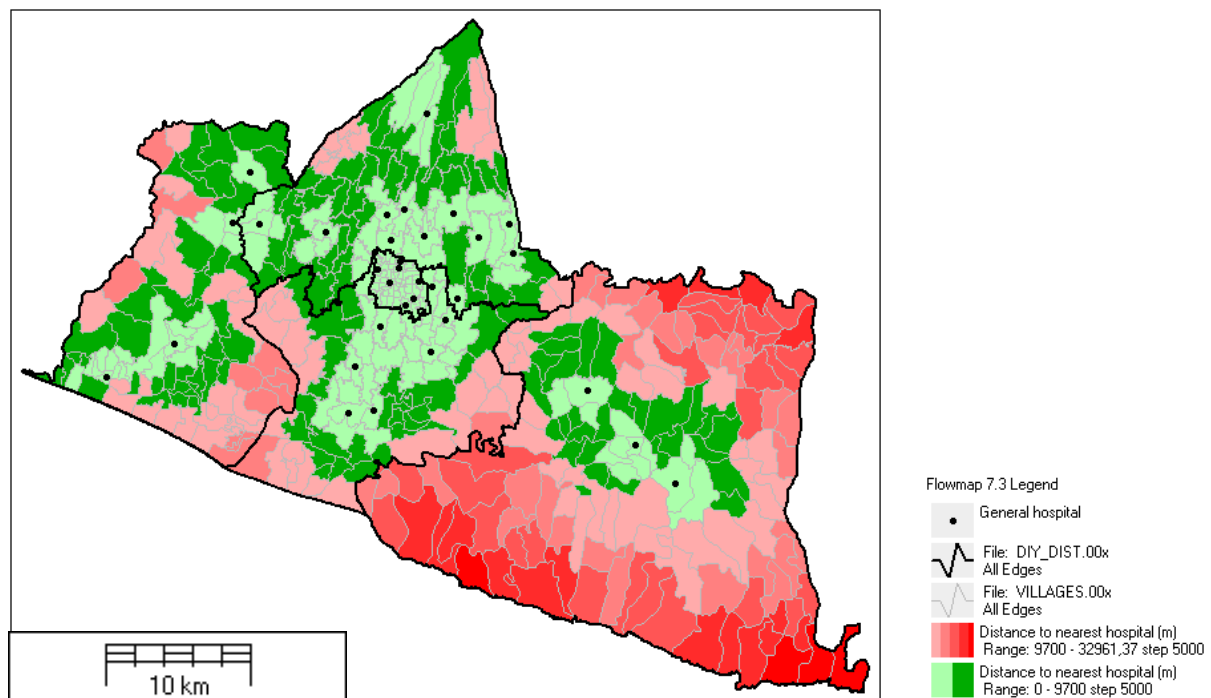 10 km
Flowmap 7.3 Legend
General hospital
File: DIY_DIST.00x
All Edges
File: VILLAGES.00x
All Edges
Distance to nearest hospital (m)
Range: 9700 - 32961,37 step 5000
Distance to nearest hospital (m)
Range: 0 - 9700 step 5000